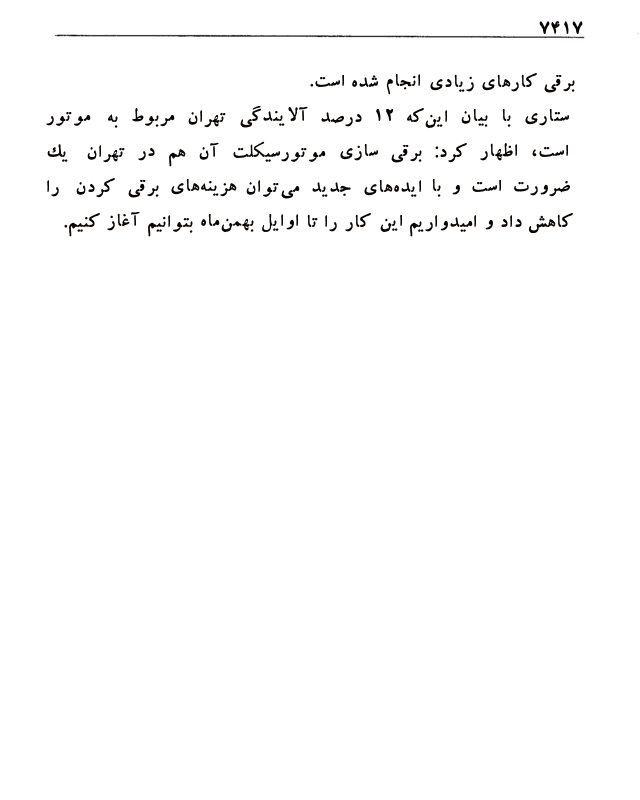 ۷۴۱۷
برقی کارهای زیادی انجام شده است.
ستاری با بیان این‌که ۱۲ درصد آلایندگی تهران مربوط به موتور
است، اظهار کرد: برقی سازی موتورسیکلت آن هم در تهران یك
ضرورت است و با ایده‌های جدید می‌توان هزینه‌های برقی کردن را
کاهش داد و امیدواریم این کار را تا اوایل بهمن‌ماه بتوانیم آغاز کنیم.